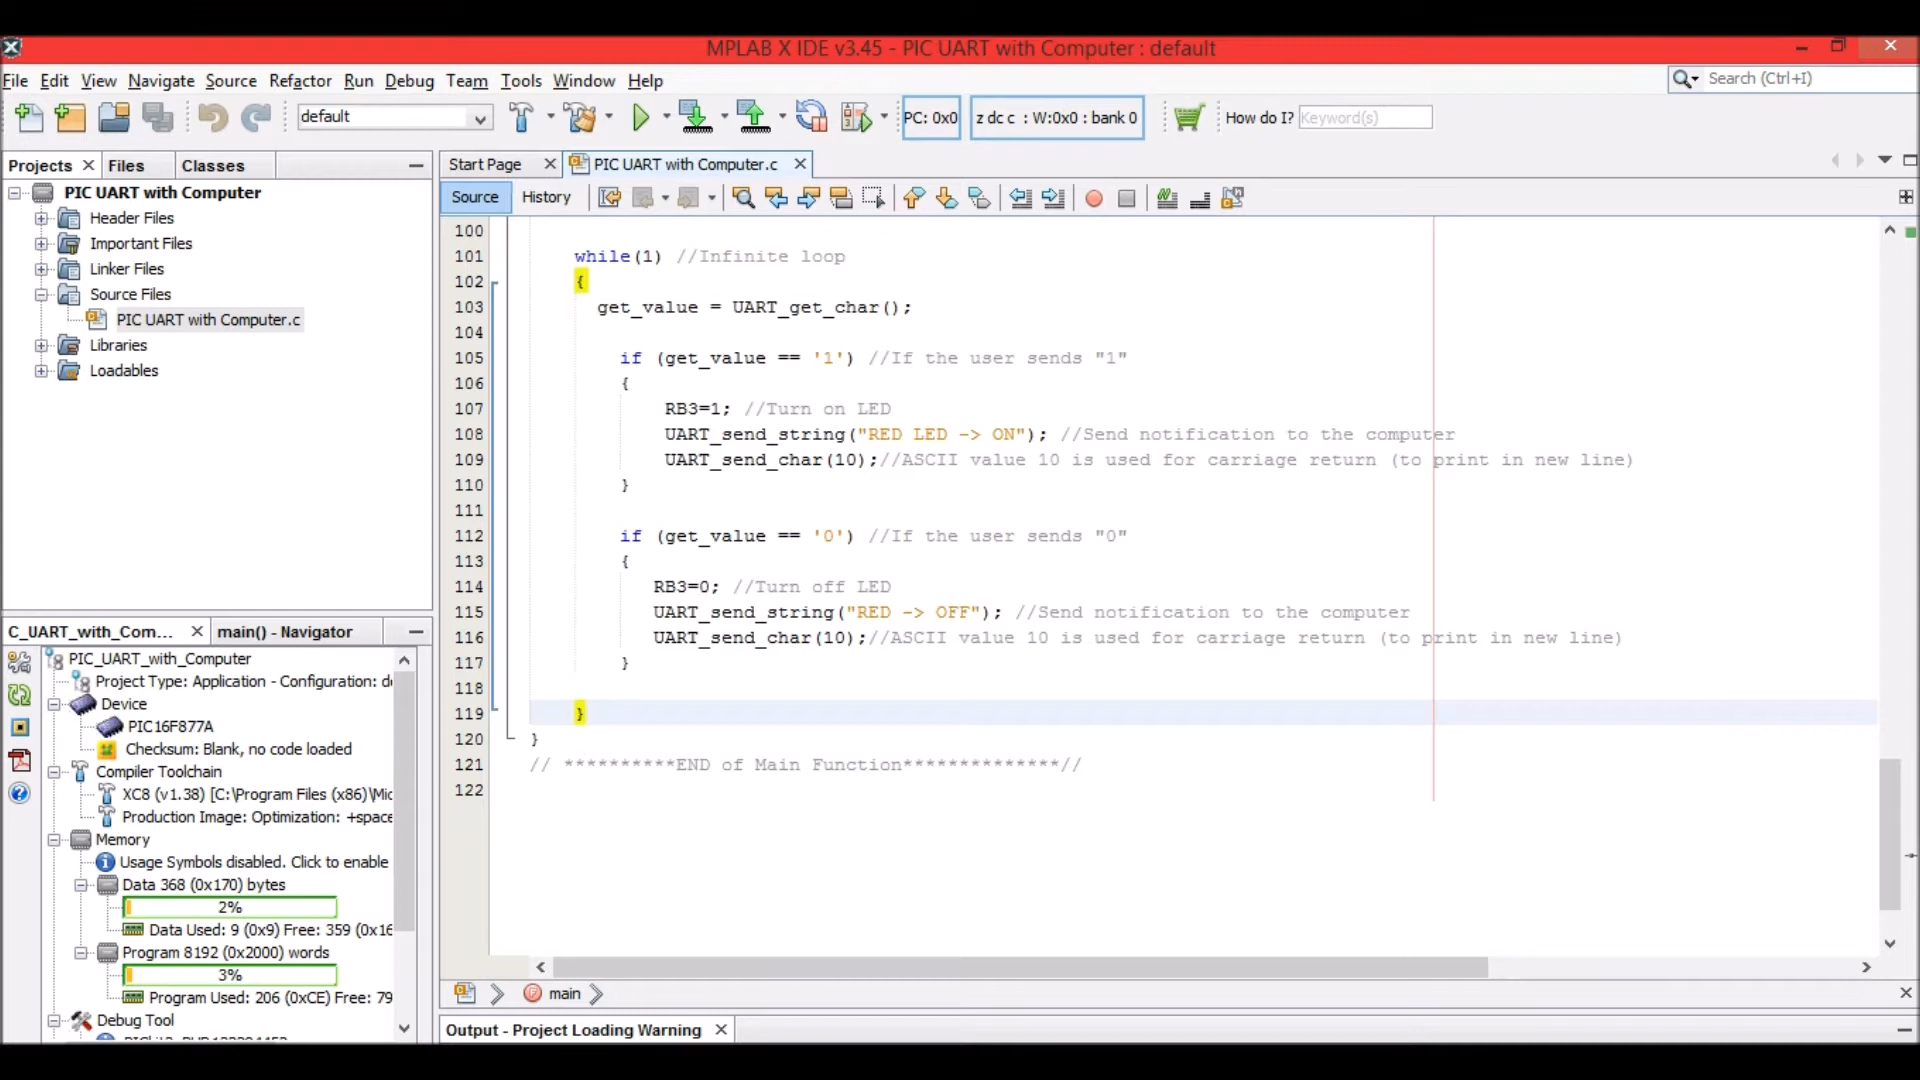 MPLAB X IDE v3.45 - PIC UART with Computer : default
File Edit View Navigate Source Refactor Run Debug Team Tools Window Help
Search (Ctrl+I)
default
PC: 0x0
z dc c : W:0x0 : bank 0
How do I? Keyword(s)
Projects Files Classes
PIC UART with Computer
Header Files
Important Files
Linker Files
Source Files
PIC UART with Computer.c
Libraries
Loadables
C_UART_with_Com... main() - Navigator
PIC_UART_with_Computer
Project Type: Application - Configuration: de
Device
PIC16F877A
Checksum: Blank, no code loaded
Compiler Toolchain
XC8 (v1.38) [C:\Program Files (x86)\Mic
Production Image: Optimization: +space
Memory
Usage Symbols disabled. Click to enable
Data 368 (0x170) bytes
2%
Data Used: 9 (0x9) Free: 359 (0x16
Program 8192 (0x2000) words
3%
Program Used: 206 (0xCE) Free: 79
Debug Tool
Start Page PIC UART with Computer.c
Source History
100
101 while(1) //Infinite loop
102 {
103 get_value = UART_get_char();
104
105 if (get_value == '1') //If the user sends "1"
106 {
107 RB3=1; //Turn on LED
108 UART_send_string("RED LED -> ON"); //Send notification to the computer
109 UART_send_char(10);//ASCII value 10 is used for carriage return (to print in new line)
110 }
111
112 if (get_value == '0') //If the user sends "0"
113 {
114 RB3=0; //Turn off LED
115 UART_send_string("RED -> OFF"); //Send notification to the computer
116 UART_send_char(10);//ASCII value 10 is used for carriage return (to print in new line)
117 }
118
119 }
120 }
121 // **********END of Main Function**************//
122
main
Output - Project Loading Warning